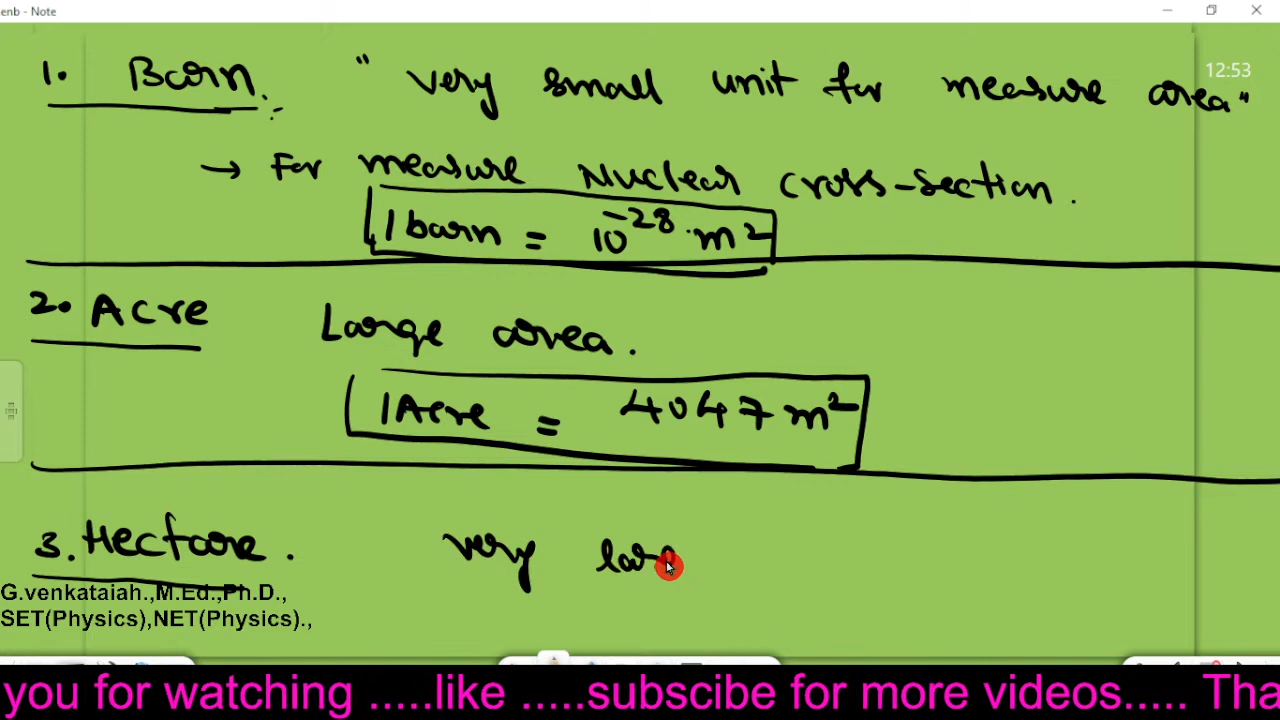 enb - Note
12:53
1. Barn : " very small unit for measure area "
→ For measure Nuclear cross-section .
1 barn = 10⁻²⁸ . m²
2. Acre Large area .
1 Acre = 4047 m²
3. Hectare . very lar
G.venkataiah.,M.Ed.,Ph.D.,
SET(Physics),NET(Physics).,
you for watching .....like .....subscibe for more videos..... Tha